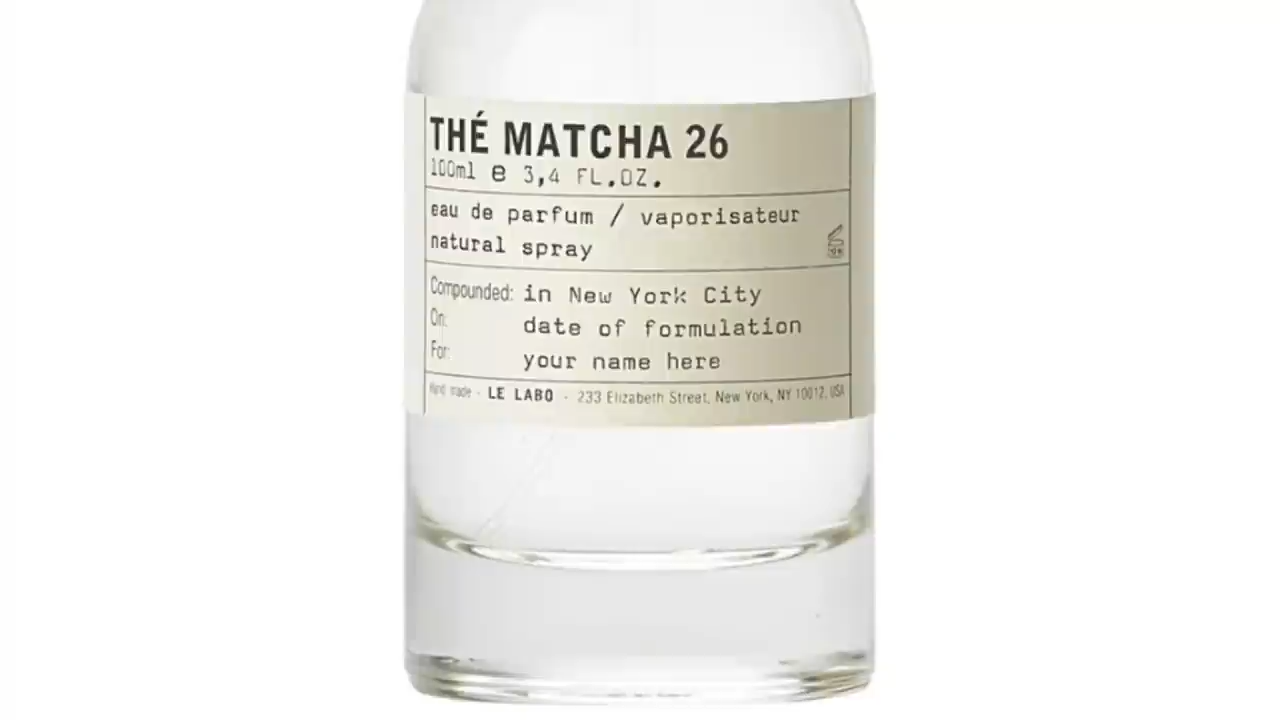 THÉ MATCHA 26
100ml e 3,4 FL.OZ.
eau de parfum / vaporisateur
natural spray
Compounded: in New York City
On: date of formulation
For: your name here
Hand made - LE LABO - 233 Elizabeth Street, New York, NY 10012, USA